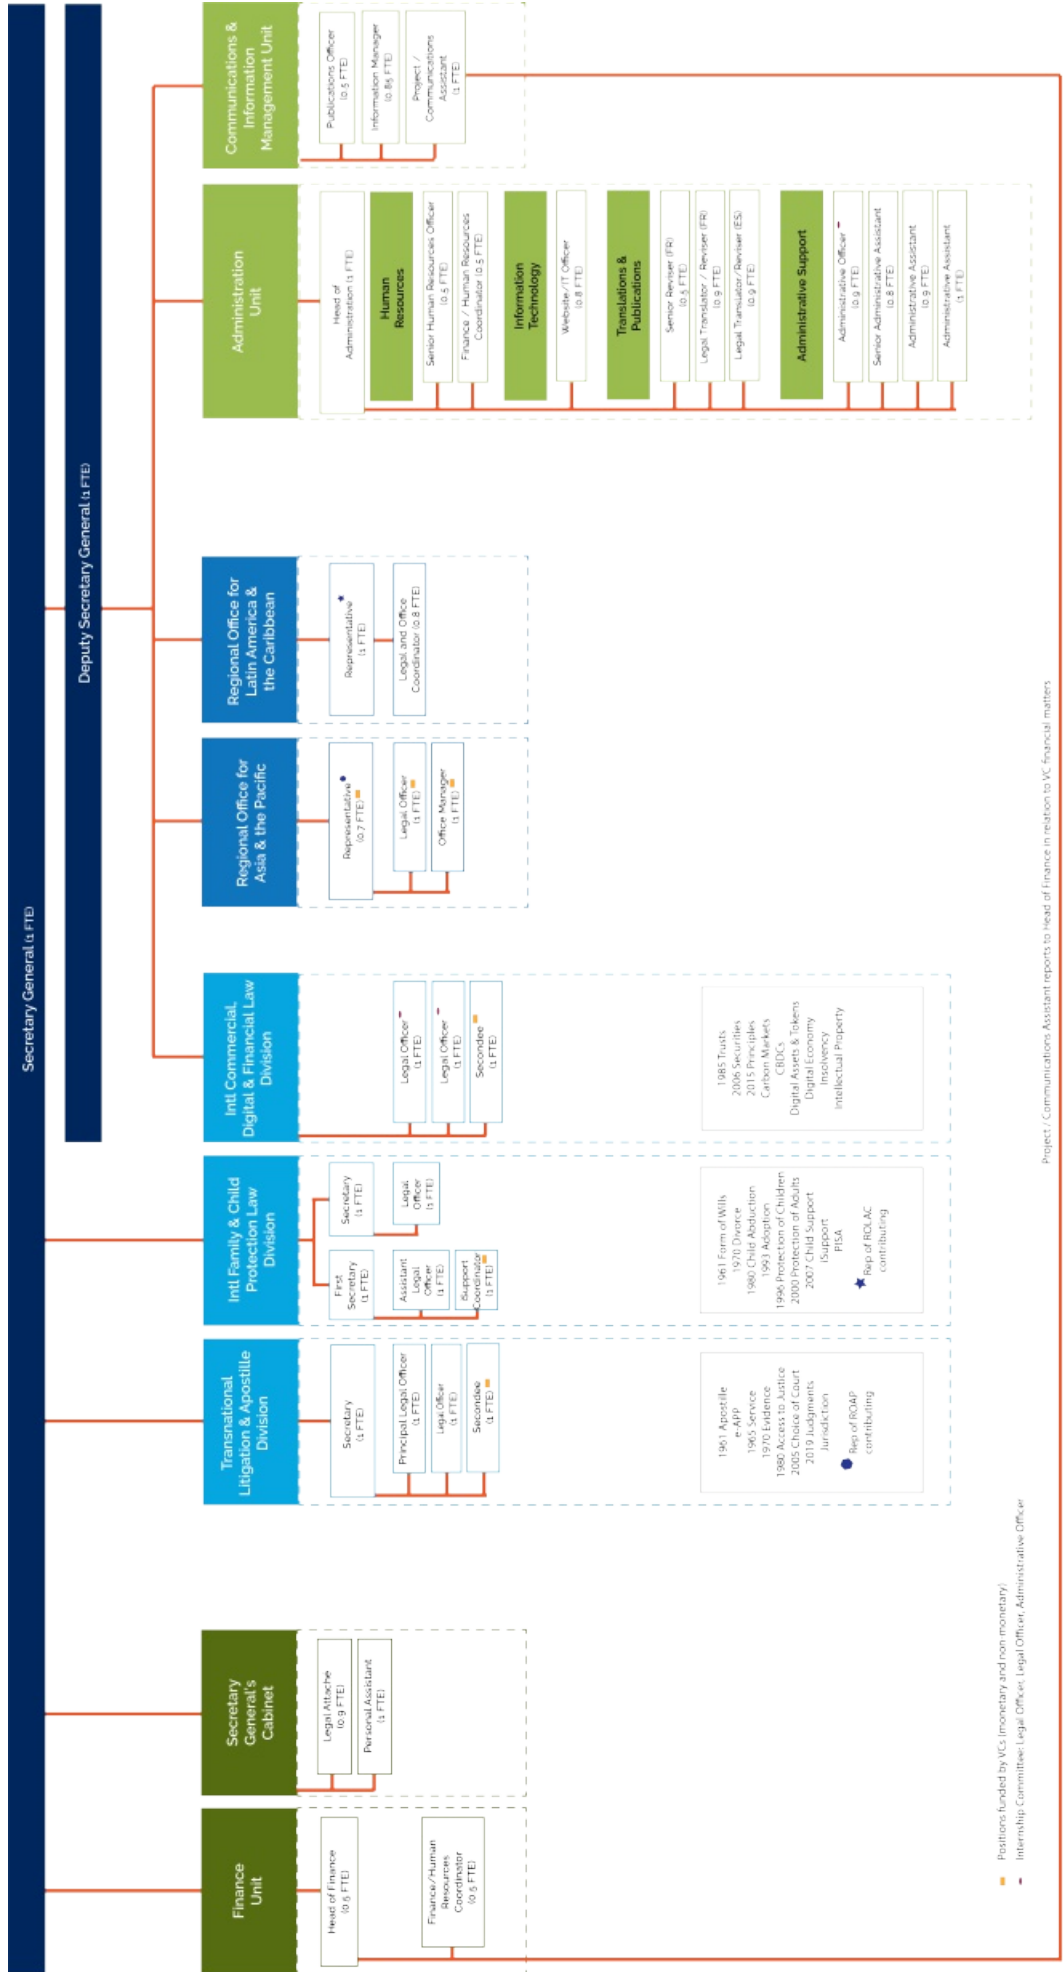 Secretary General (1 FTE)
Deputy Secretary General (1 FTE)
Finance
Unit
Head of Finance
(0.5 FTE)
Finance/Human
Resources
Coordinator
(0.5 FTE)
Secretary
General's
Cabinet
Legal Attache
(0.9 FTE)
Personal Assistant
(1 FTE)
Transnational
Litigation & Apostille
Division
Secretary
(1 FTE)
Principal Legal Officer
(1 FTE)
Legal Officer
(1 FTE)
Secondee
(1 FTE)
1961 Apostille
e-APP
1965 Service
1970 Evidence
1980 Access to Justice
2005 Choice of Court
2019 Judgments
Jurisdiction
Rep of ROAP
contributing
Intl Family & Child
Protection Law
Division
First
Secretary
(1 FTE)
Assistant
Legal
Officer
(1 FTE)
iSupport
Coordinator
(1 FTE)
Secretary
(1 FTE)
Legal
Officer
(1 FTE)
1961 Form of Wills
1970 Divorce
1980 Child Abduction
1993 Adoption
1996 Protection of Children
2000 Protection of Adults
2007 Child Support
iSupport
PISA
Rep of ROLAC
contributing
Intl Commercial,
Digital & Financial Law
Division
Legal Officer
(1 FTE)
Legal Officer
(1 FTE)
Secondee
(1 FTE)
1985 Trusts
2006 Securities
2015 Principles
Carbon Markets
CBDCs
Digital Assets & Tokens
Digital Economy
Insolvency
Intellectual Property
Regional Office for
Asia & the Pacific
Representative
(0.7 FTE)
Legal Officer
(1 FTE)
Office Manager
(1 FTE)
Regional Office for
Latin America &
the Caribbean
Representative
(1 FTE)
Legal and Office
Coordinator (0.8 FTE)
Administration
Unit
Head of
Administration (1 FTE)
Human
Resources
Senior Human Resources Officer
(0.5 FTE)
Finance / Human Resources
Coordinator (0.5 FTE)
Information
Technology
Website/IT Officer
(0.8 FTE)
Translations &
Publications
Senior Reviser (FR)
(0.5 FTE)
Legal Translator / Reviser (FR)
(0.9 FTE)
Legal Translator/Reviser (ES)
(0.9 FTE)
Administrative Support
Administrative Officer
(0.9 FTE)
Senior Administrative Assistant
(0.8 FTE)
Administrative Assistant
(0.9 FTE)
Administrative Assistant
(1 FTE)
Communications &
Information
Management Unit
Publications Officer
(0.5 FTE)
Information Manager
(0.85 FTE)
Project /
Communications
Assistant
(1 FTE)
Positions funded by VCs (monetary and non-monetary)
Internship Committee: Legal Officer, Legal Officer, Administrative Officer
Project / Communications Assistant reports to Head of Finance in relation to VC financial matters